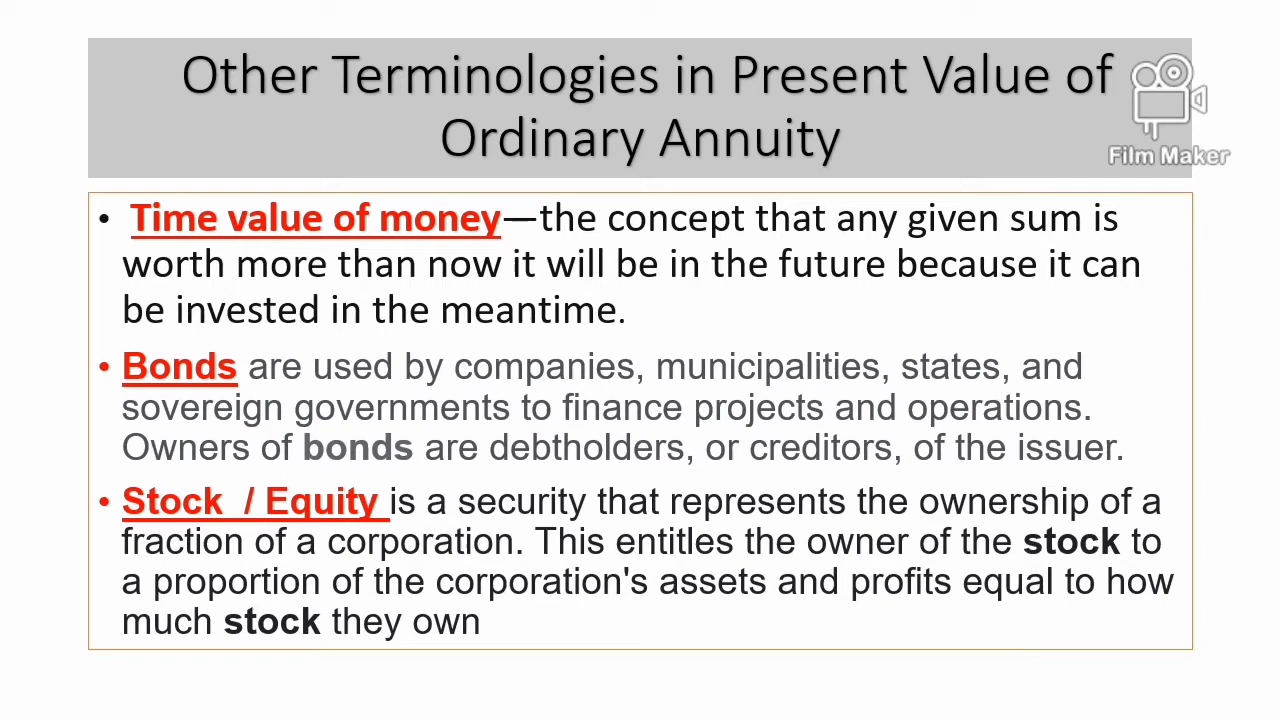 Other Terminologies in Present Value of
Ordinary Annuity
Film Maker
• Time value of money—the concept that any given sum is
worth more than now it will be in the future because it can
be invested in the meantime.
• Bonds are used by companies, municipalities, states, and
sovereign governments to finance projects and operations.
Owners of bonds are debtholders, or creditors, of the issuer.
• Stock / Equity is a security that represents the ownership of a
fraction of a corporation. This entitles the owner of the stock to
a proportion of the corporation's assets and profits equal to how
much stock they own